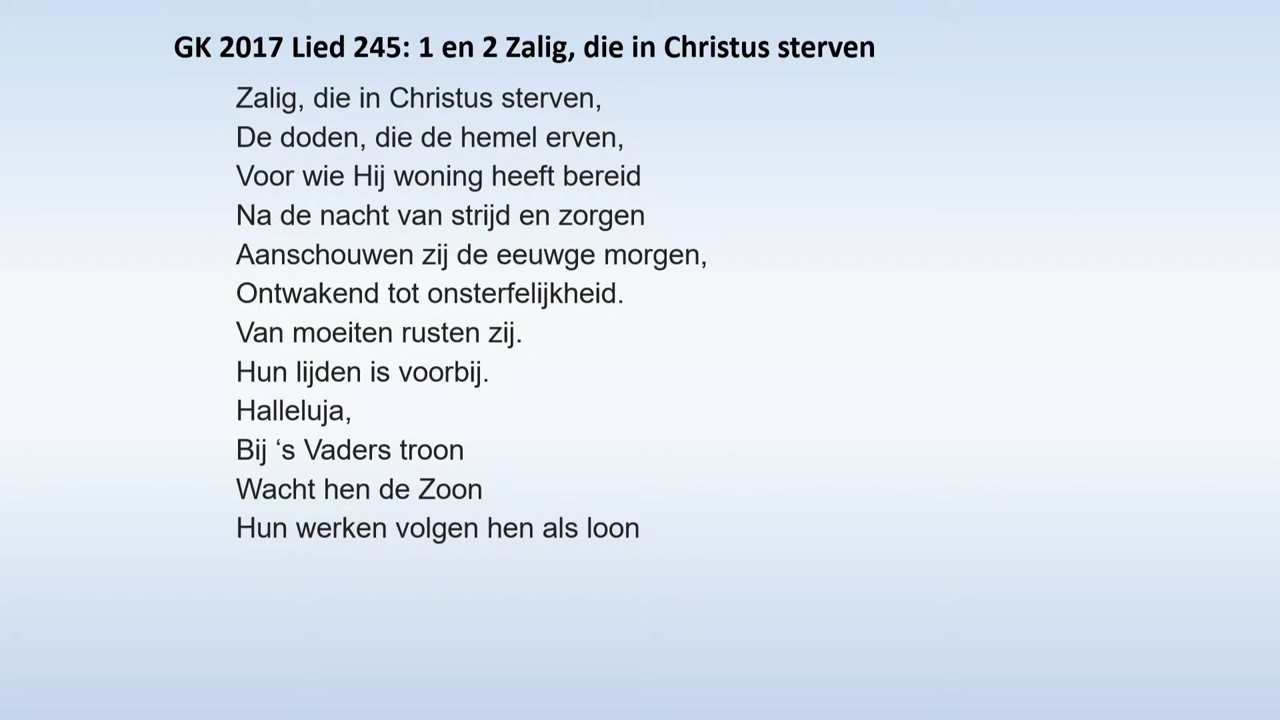 GK 2017 Lied 245: 1 en 2 Zalig, die in Christus sterven
Zalig, die in Christus sterven,
De doden, die de hemel erven,
Voor wie Hij woning heeft bereid
Na de nacht van strijd en zorgen
Aanschouwen zij de eeuwge morgen,
Ontwakend tot onsterfelijkheid.
Van moeiten rusten zij.
Hun lijden is voorbij.
Halleluja,
Bij ‘s Vaders troon
Wacht hen de Zoon
Hun werken volgen hen als loon